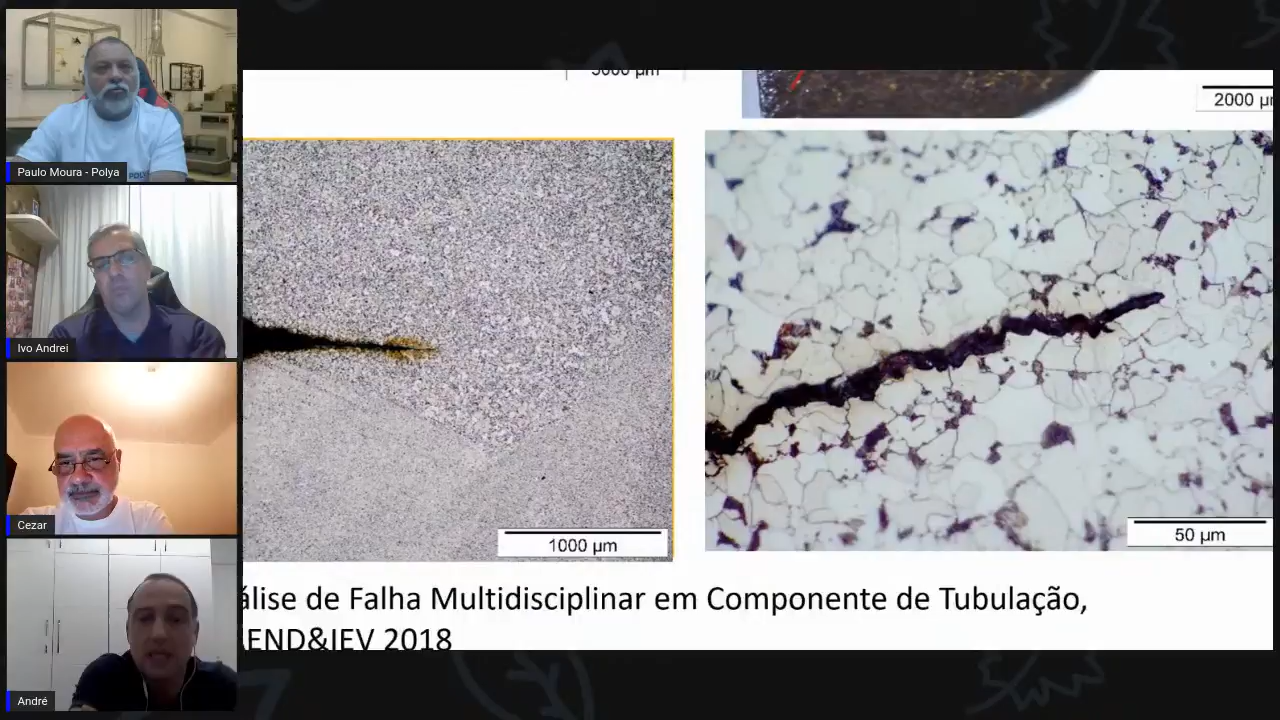 Paulo Moura - Polya
Ivo Andrei
Cezar
André
5000 µm
1000 µm
50 µm
álise de Falha Multidisciplinar em Componente de Tubulação,
END&IEV 2018